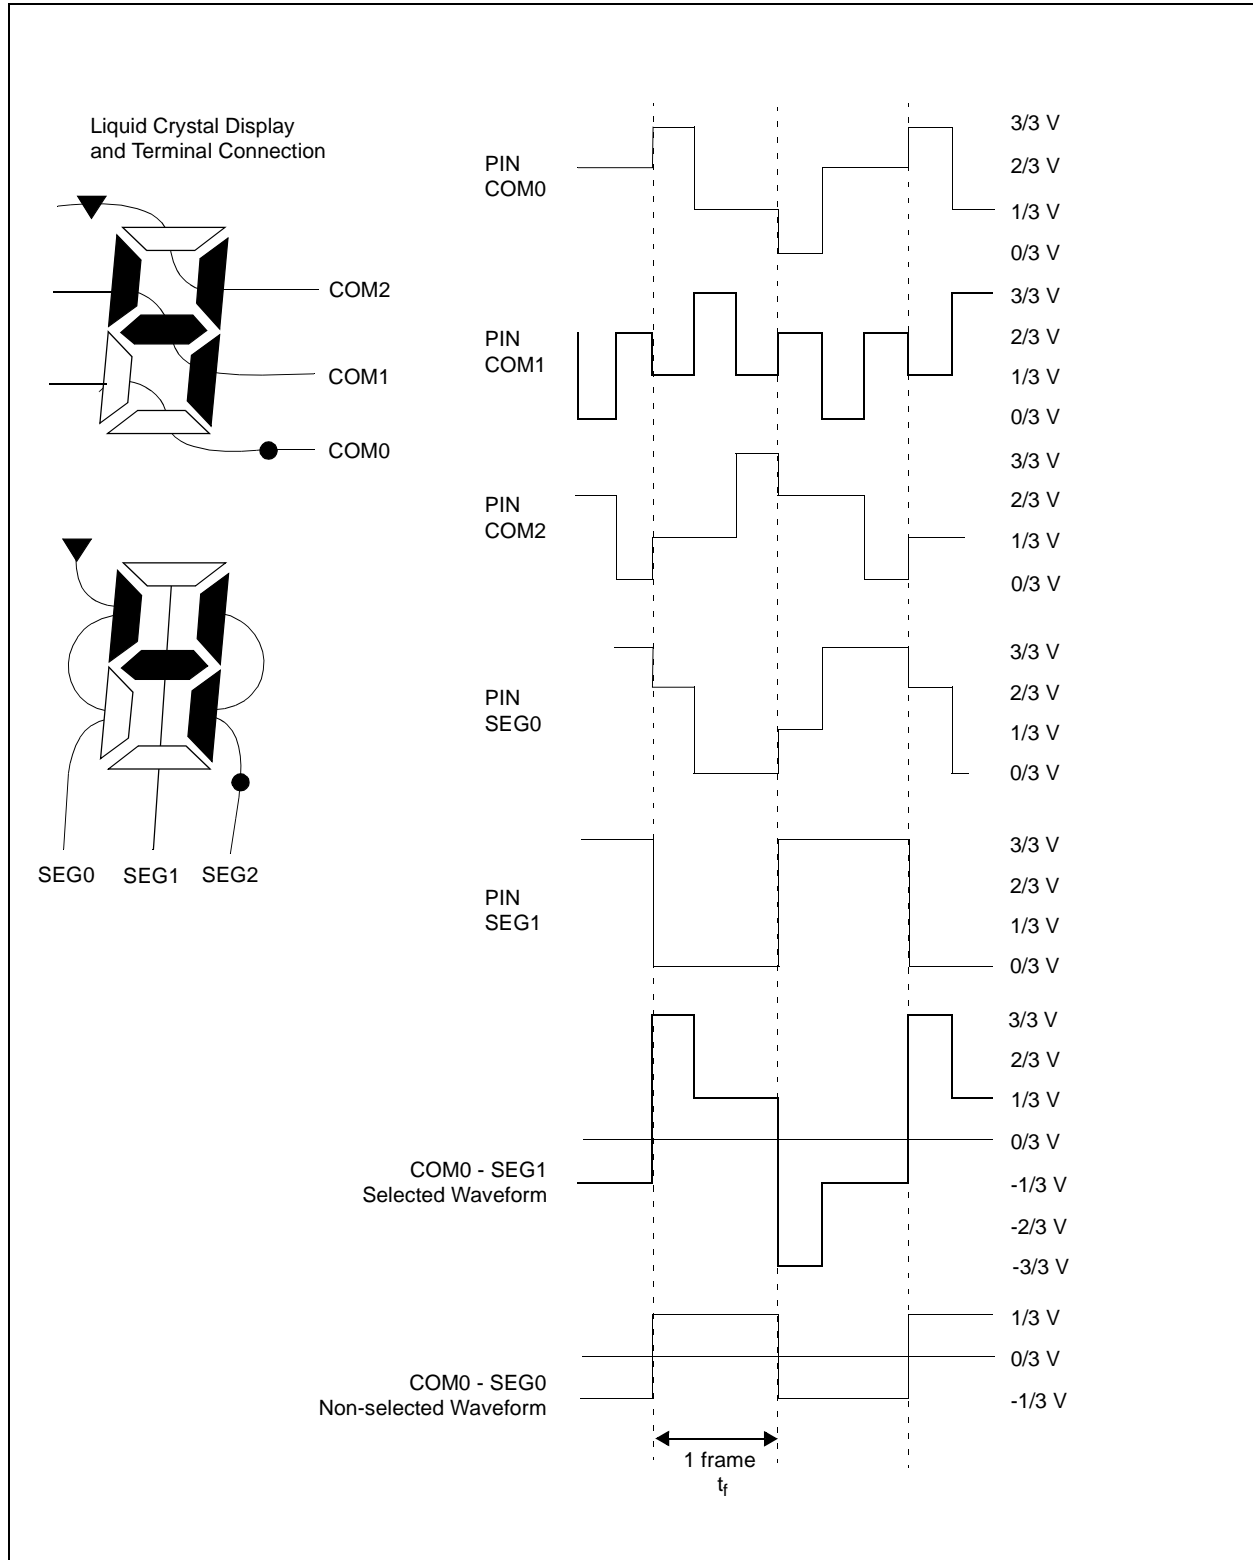 Liquid Crystal Display
and Terminal Connection
COM2
COM1
COM0
SEG0
SEG1
SEG2
PIN
COM0
3/3 V
2/3 V
1/3 V
0/3 V
PIN
COM1
3/3 V
2/3 V
1/3 V
0/3 V
PIN
COM2
3/3 V
2/3 V
1/3 V
0/3 V
PIN
SEG0
3/3 V
2/3 V
1/3 V
0/3 V
PIN
SEG1
3/3 V
2/3 V
1/3 V
0/3 V
COM0 - SEG1
Selected Waveform
3/3 V
2/3 V
1/3 V
0/3 V
-1/3 V
-2/3 V
-3/3 V
COM0 - SEG0
Non-selected Waveform
1/3 V
0/3 V
-1/3 V
1 frame
tf